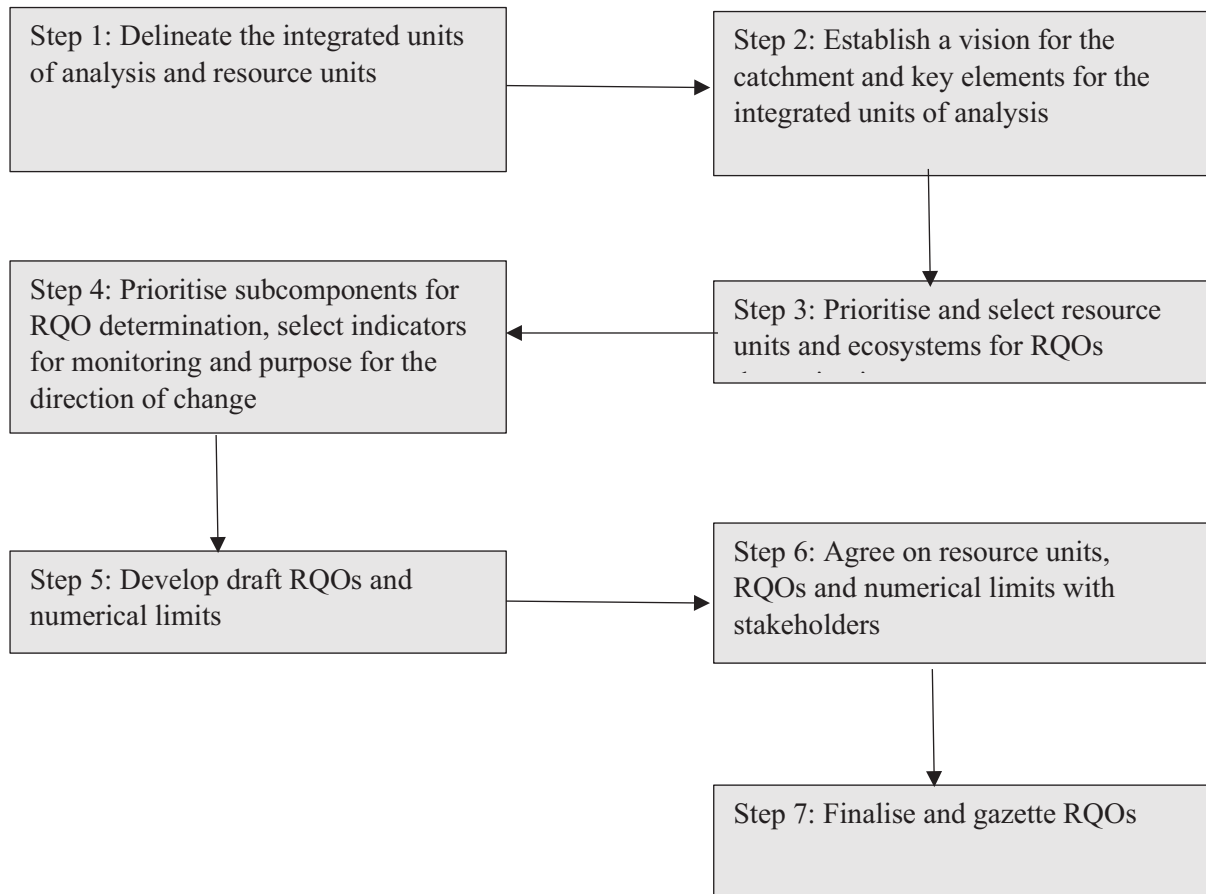 Step 1: Delineate the integrated units
of analysis and resource units
Step 2: Establish a vision for the
catchment and key elements for the
integrated units of analysis
Step 3: Prioritise and select resource
units and ecosystems for RQOs
Step 4: Prioritise subcomponents for
RQO determination, select indicators
for monitoring and purpose for the
direction of change
Step 5: Develop draft RQOs and
numerical limits
Step 6: Agree on resource units,
RQOs and numerical limits with
stakeholders
Step 7: Finalise and gazette RQOs